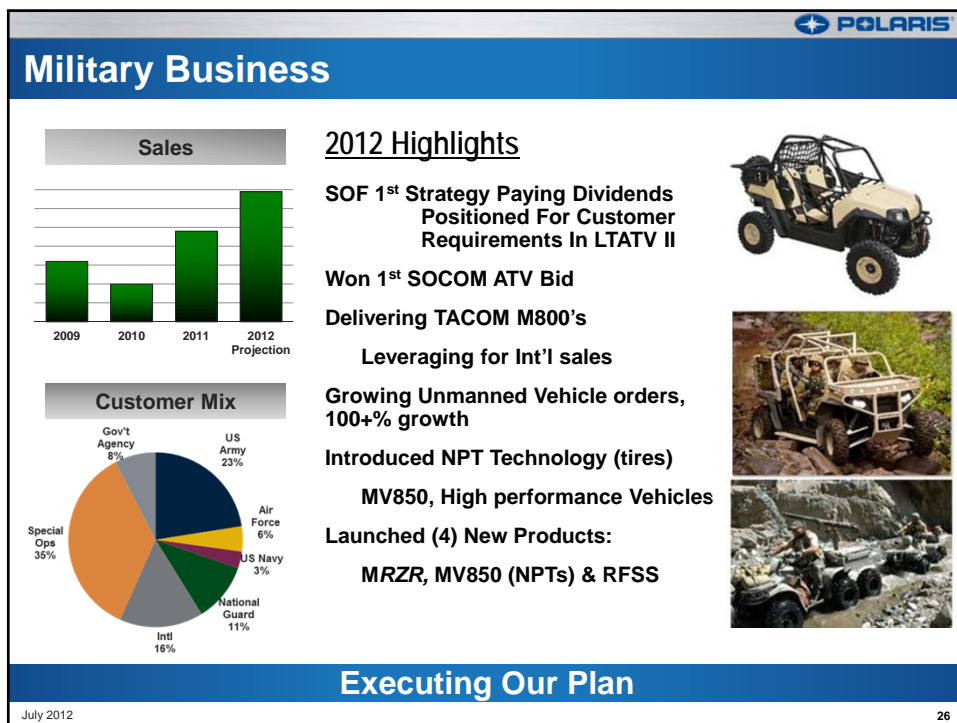 POLARIS
Military Business
Sales
2009
2010
2011
2012
Projection
Customer Mix
Gov't
Agency
8%
US
Army
23%
Air
Force
6%
US Navy
3%
National
Guard
11%
Intl
16%
Special
Ops
35%
2012 Highlights
SOF 1st Strategy Paying Dividends
Positioned For Customer
Requirements In LTATV II
Won 1st SOCOM ATV Bid
Delivering TACOM M800's
Leveraging for Int'l sales
Growing Unmanned Vehicle orders,
100+% growth
Introduced NPT Technology (tires)
MV850, High performance Vehicles
Launched (4) New Products:
MRZR, MV850 (NPTs) & RFSS
Executing Our Plan
July 2012
26